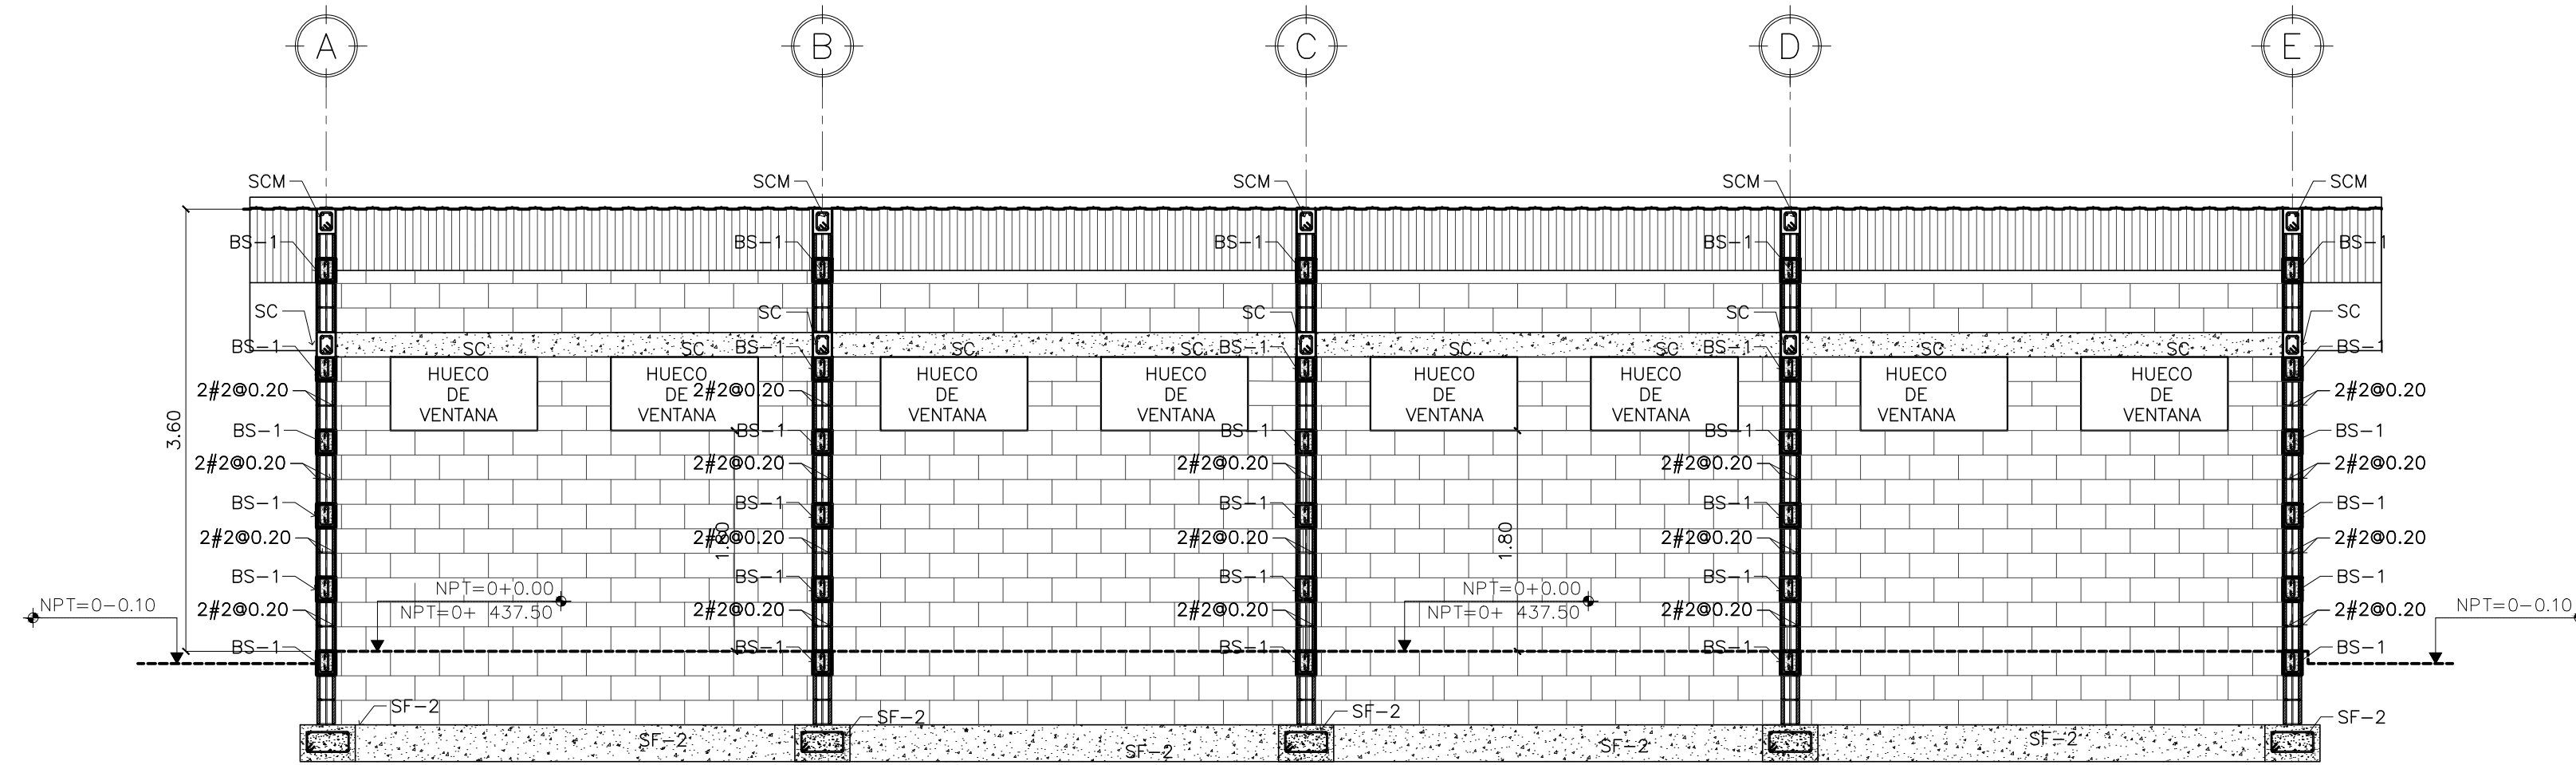 A
B
C
D
E
SCM
SCM
SCM
SCM
SCM
BS-1
BS-1
BS-1
BS-1
BS-1
SC
SC
SC
SC
SC
BS-1
SC
SC
BS-1
SC
SC
BS-1
SC
SC
BS-1
SC
SC
BS-1
HUECO
DE
VENTANA
HUECO
DE
VENTANA
HUECO
DE
VENTANA
HUECO
DE
VENTANA
HUECO
DE
VENTANA
HUECO
DE
VENTANA
HUECO
DE
VENTANA
HUECO
DE
VENTANA
2#2@0.20
2#2@0.20
2#2@0.20
3.60
BS-1
BS-1
BS-1
BS-1
BS-1
2#2@0.20
2#2@0.20
2#2@0.20
2#2@0.20
2#2@0.20
BS-1
BS-1
BS-1
BS-1
BS-1
2#2@0.20
2#2@0.20
2#2@0.20
2#2@0.20
2#2@0.20
1.80
1.80
BS-1
BS-1
BS-1
BS-1
BS-1
NPT=0+0.00
NPT=0+ 437.50
NPT=0+0.00
NPT=0+ 437.50
NPT=0-0.10
NPT=0-0.10
2#2@0.20
2#2@0.20
2#2@0.20
2#2@0.20
2#2@0.20
BS-1
BS-1
BS-1
BS-1
BS-1
SF-2
SF-2
SF-2
SF-2
SF-2
SF-2
SF-2
SF-2